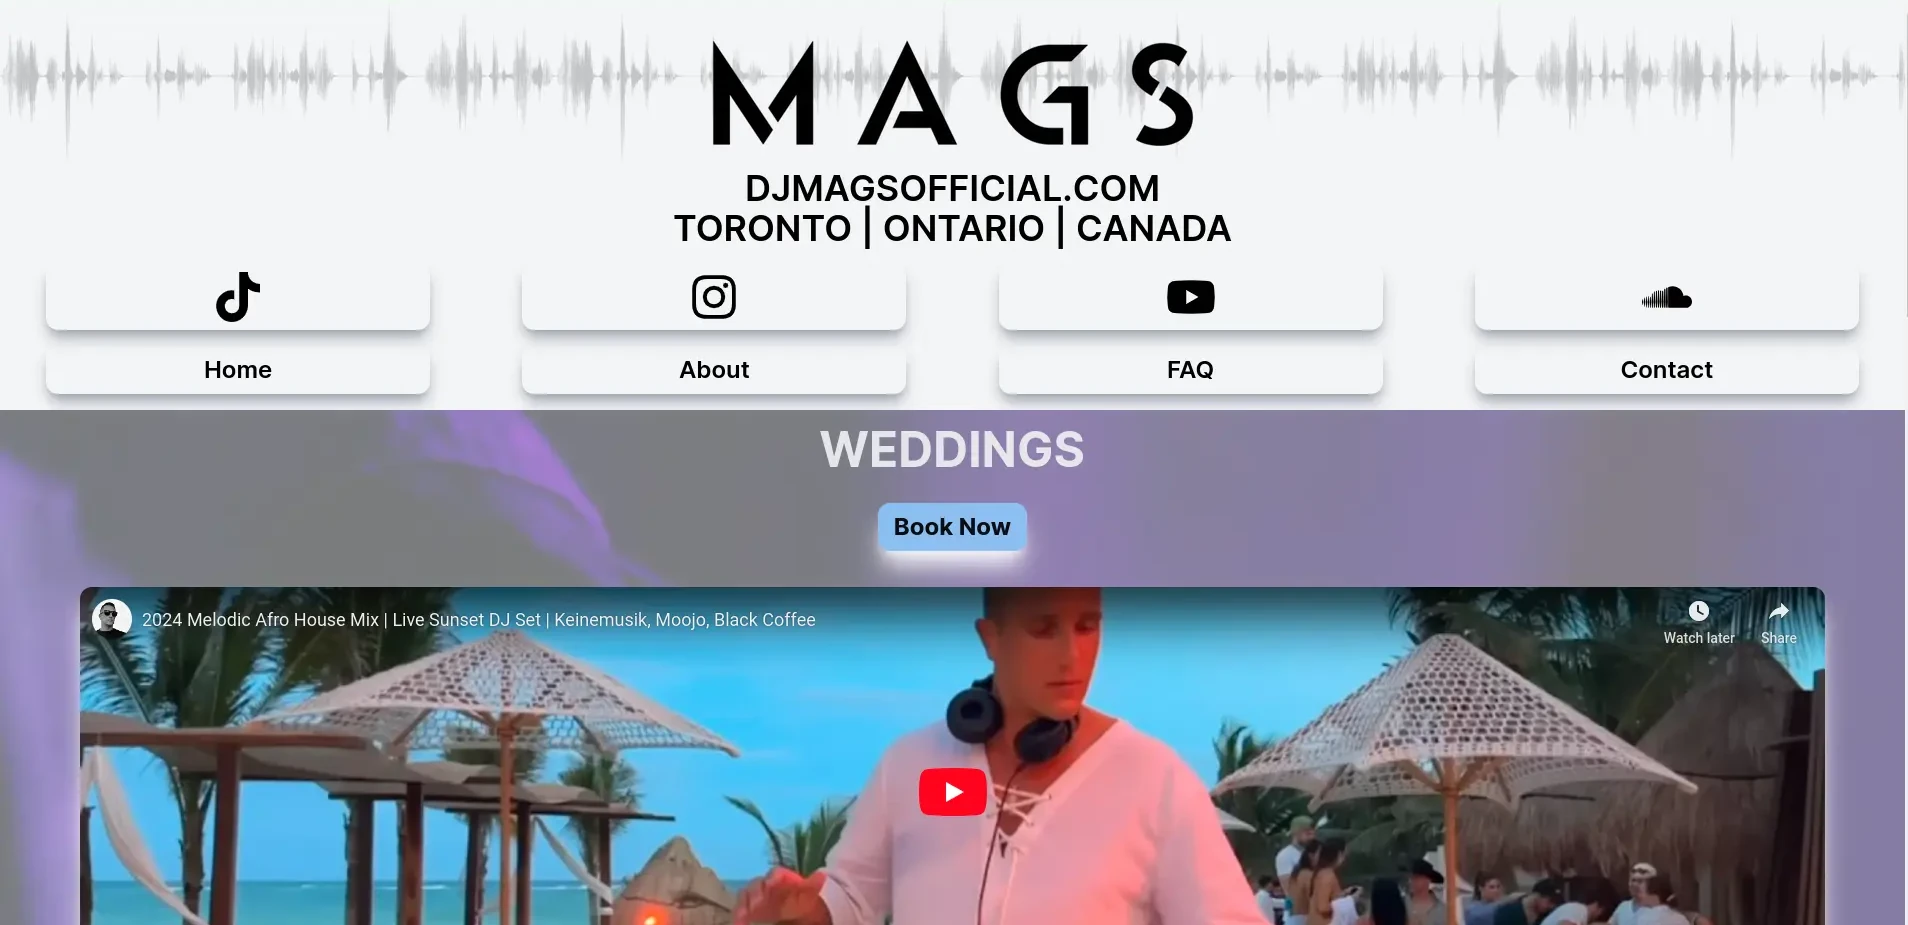 MAGS
DJMAGSOFFICIAL.COM
TORONTO | ONTARIO | CANADA
Home
About
FAQ
Contact
WEDDINGS
Book Now
2024 Melodic Afro House Mix | Live Sunset DJ Set | Keinemusik, Moojo, Black Coffee
Watch later
Share